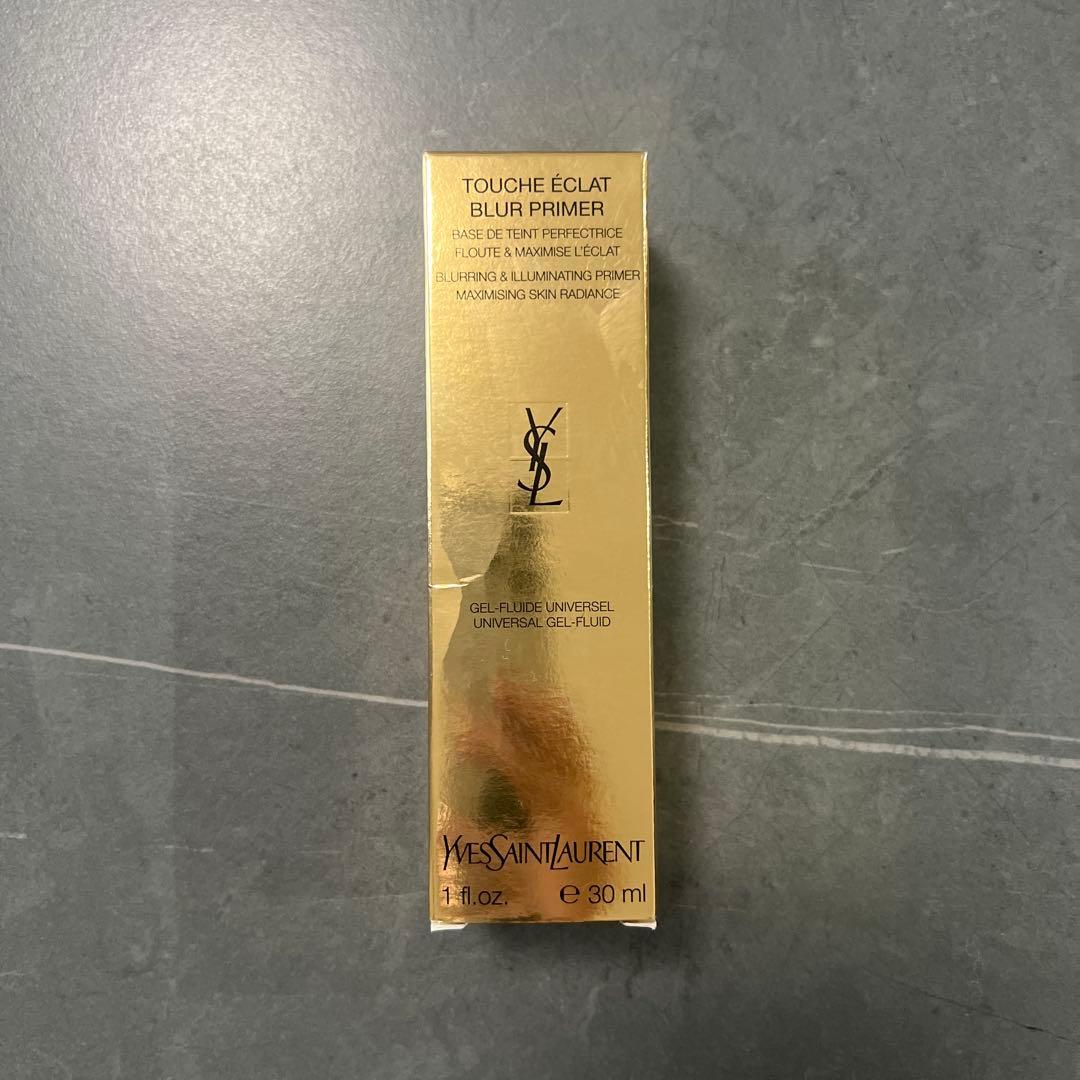 TOUCHE ÉCLAT
BLUR PRIMER
BASE DE TEINT PERFECTRICE
FLOUTE & MAXIMISE L'ÉCLAT
BLURRING & ILLUMINATING PRIMER
MAXIMISING SKIN RADIANCE
YSL
GEL-FLUIDE UNIVERSEL
UNIVERSAL GEL-FLUID
YVESSAINTLAURENT
1 fl.oz. ℮ 30 ml